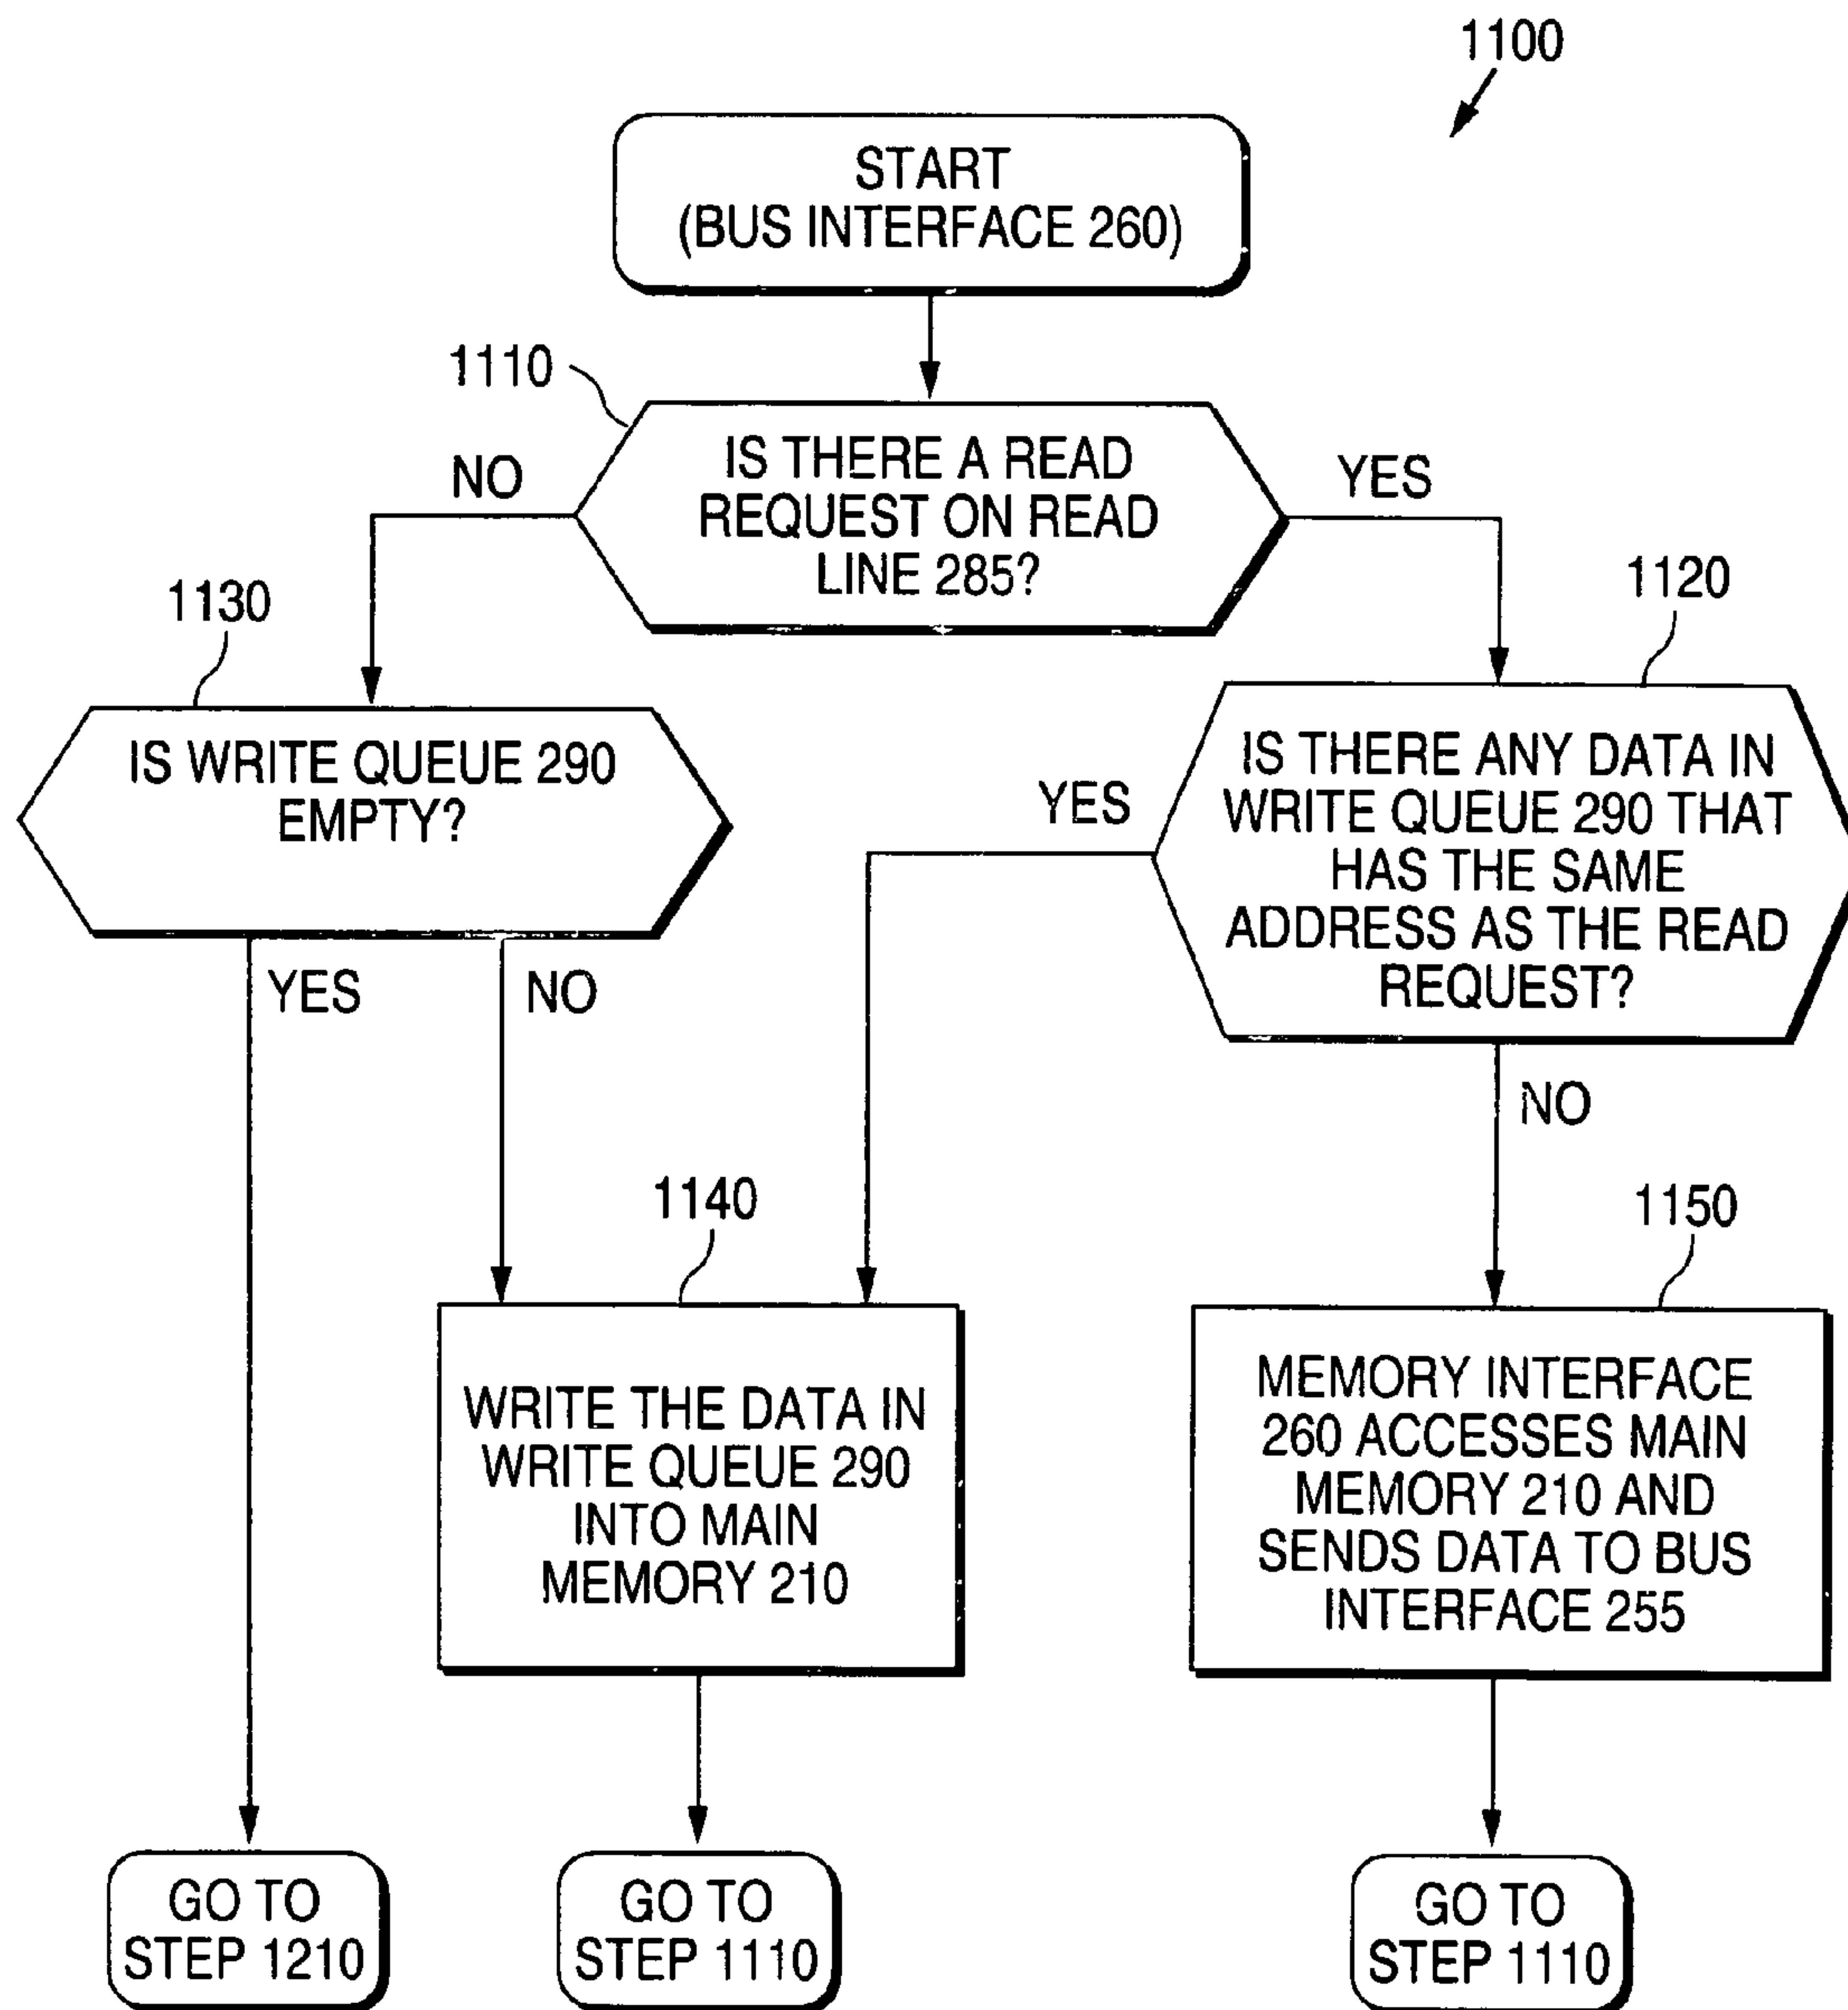 1100
START
(BUS INTERFACE 260)
1110
NO
IS THERE A READ
REQUEST ON READ
LINE 285?
YES
1130
1120
IS WRITE QUEUE 290
EMPTY?
YES
IS THERE ANY DATA IN
WRITE QUEUE 290 THAT
HAS THE SAME
ADDRESS AS THE READ
REQUEST?
YES
NO
NO
1140
1150
WRITE THE DATA IN
WRITE QUEUE 290
INTO MAIN
MEMORY 210
MEMORY INTERFACE
260 ACCESSES MAIN
MEMORY 210 AND
SENDS DATA TO BUS
INTERFACE 255
GO TO
STEP 1210
GO TO
STEP 1110
GO TO
STEP 1110